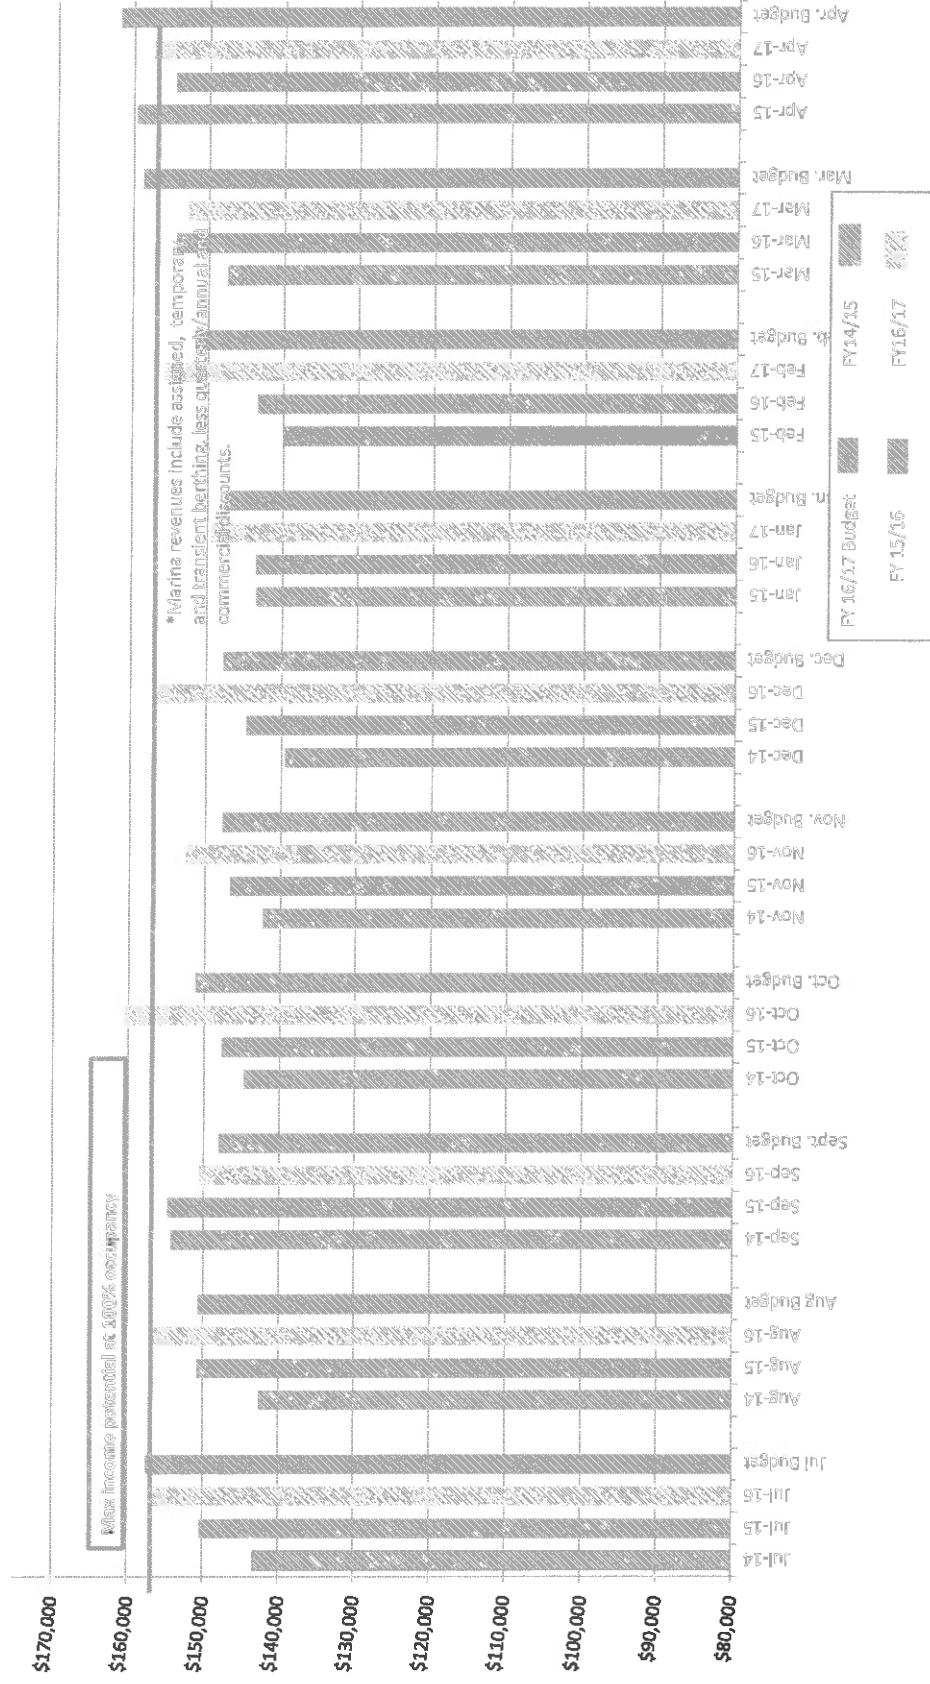 $170,000
$160,000
$150,000
$140,000
$130,000
$120,000
$110,000
$100,000
$90,000
$80,000
Max income potential at 100% occupancy
*Marina revenues include assigned, temporary
and transient berthing, less quarterly/annual and
commercial discounts.
Jul-14
Jul-15
Jul-16
Jul Budget
Aug-14
Aug-15
Aug-16
Aug Budget
Sep-14
Sep-15
Sep-16
Sept. Budget
Oct-14
Oct-15
Oct-16
Oct. Budget
Nov-14
Nov-15
Nov-16
Nov. Budget
Dec-14
Dec-15
Dec-16
Dec. Budget
Jan-15
Jan-16
Jan-17
n. Budget
Feb-15
Feb-16
Feb-17
b. Budget
Mar-15
Mar-16
Mar-17
Mar. Budget
Apr-15
Apr-16
Apr-17
Apr. Budget
FY 16/17 Budget
FY14/15
FY 15/16
FY16/17